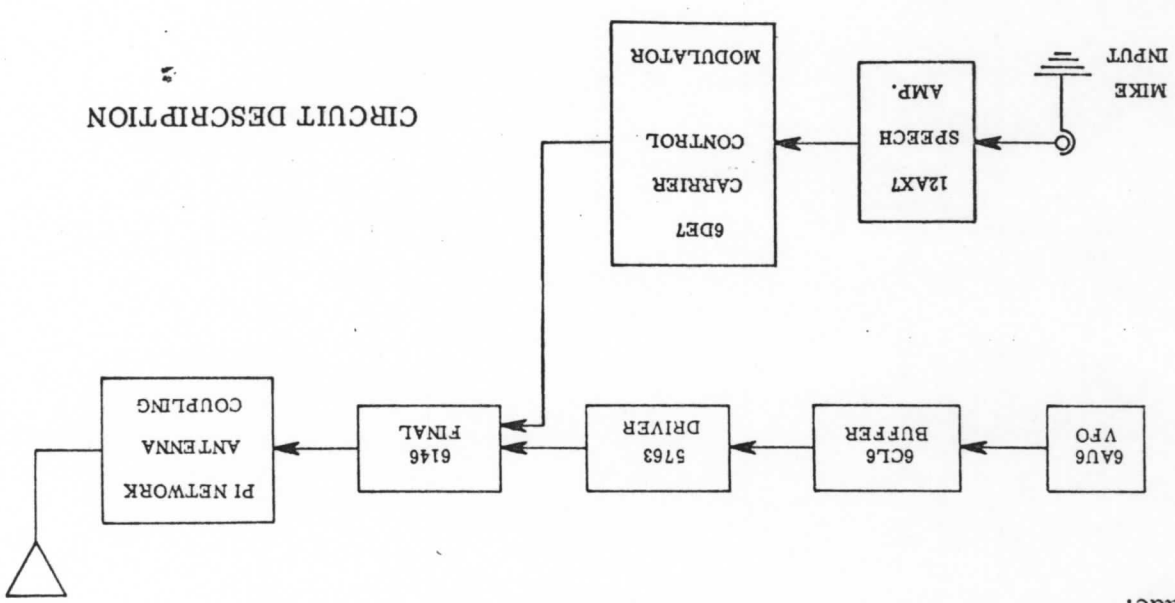 ude.
6AU6
VFO
6CL6
BUFFER
5763
DRIVER
6146
FINAL
PI NETWORK
ANTENNA
COUPLING
MIKE
INPUT
12AX7
SPEECH
AMP.
6DE7
CARRIER
CONTROL
MODULATOR
CIRCUIT DESCRIPTION